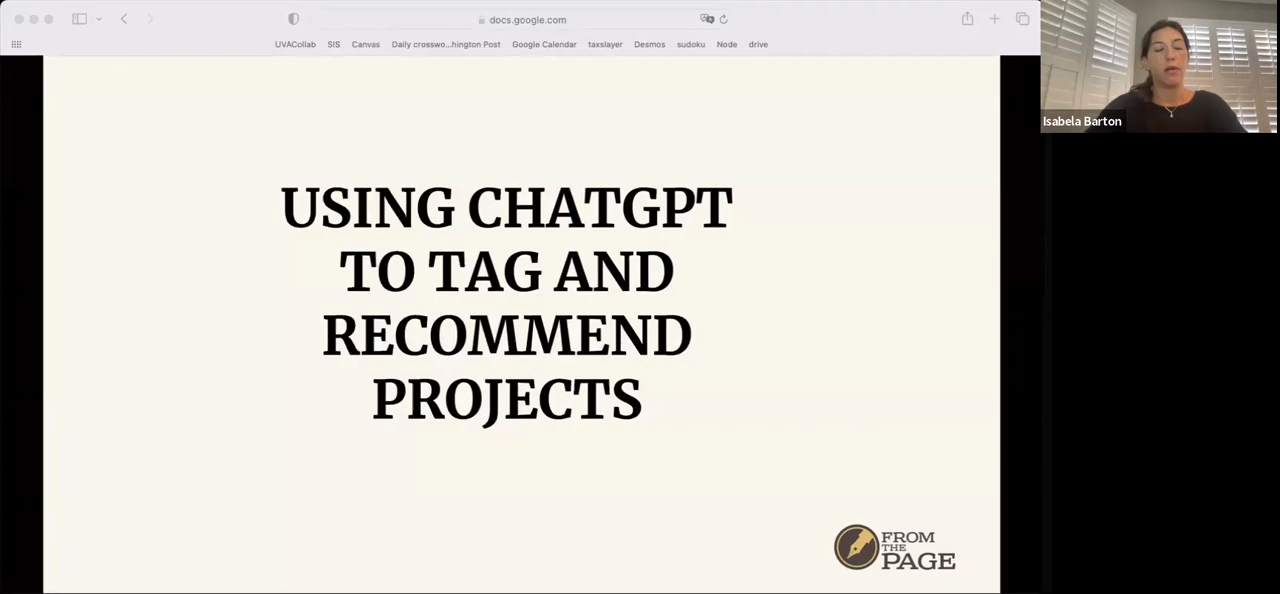 docs.google.com
UVACollab SIS Canvas Daily crosswo...hington Post Google Calendar taxslayer Desmos sudoku Node drive
Isabela Barton
USING CHATGPT
TO TAG AND
RECOMMEND
PROJECTS
FROM
THE
PAGE